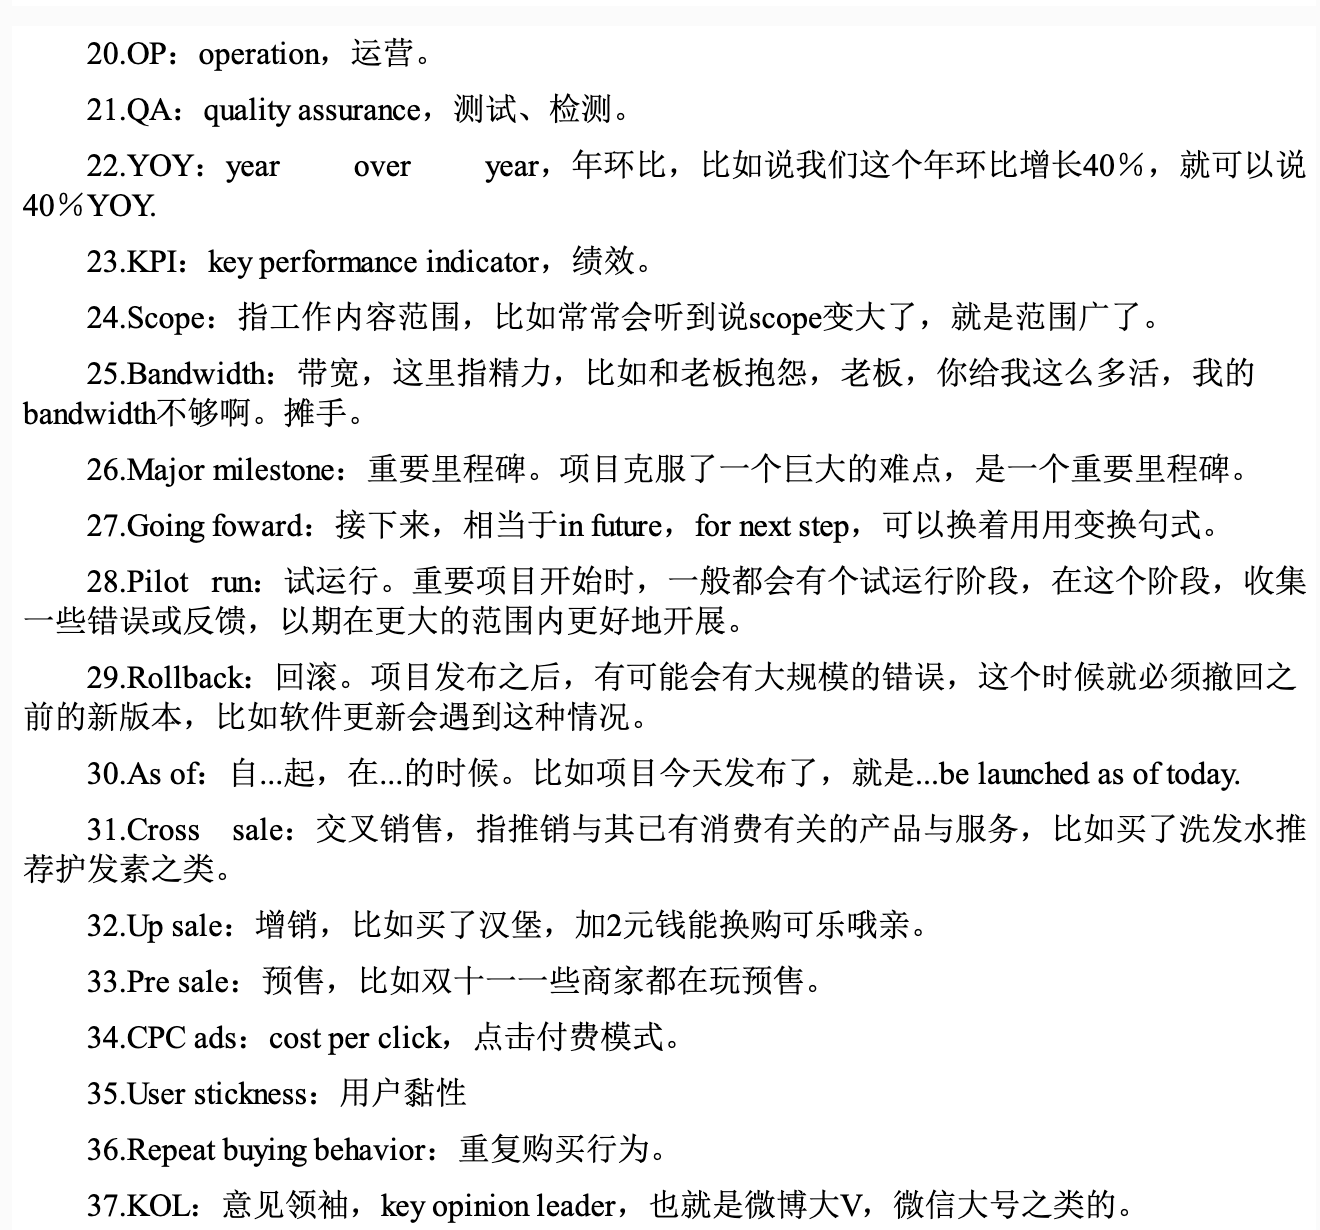 20.OP：operation，运营。
21.QA：quality assurance，测试、检测。
22.YOY：year over year，年环比，比如说我们这个年环比增长40％，就可以说
40％YOY.
23.KPI：key performance indicator，绩效。
24.Scope：指工作内容范围，比如常常会听到说scope变大了，就是范围广了。
25.Bandwidth：带宽，这里指精力，比如和老板抱怨，老板，你给我这么多活，我的
bandwidth不够啊。摊手。
26.Major milestone：重要里程碑。项目克服了一个巨大的难点，是一个重要里程碑。
27.Going foward：接下来，相当于in future，for next step，可以换着用用变换句式。
28.Pilot run：试运行。重要项目开始时，一般都会有个试运行阶段，在这个阶段，收集
一些错误或反馈，以期在更大的范围内更好地开展。
29.Rollback：回滚。项目发布之后，有可能会有大规模的错误，这个时候就必须撤回之
前的新版本，比如软件更新会遇到这种情况。
30.As of：自...起，在...的时候。比如项目今天发布了，就是...be launched as of today.
31.Cross sale：交叉销售，指推销与其已有消费有关的产品与服务，比如买了洗发水推
荐护发素之类。
32.Up sale：增销，比如买了汉堡，加2元钱能换购可乐哦亲。
33.Pre sale：预售，比如双十一一些商家都在玩预售。
34.CPC ads：cost per click，点击付费模式。
35.User stickness：用户黏性
36.Repeat buying behavior：重复购买行为。
37.KOL：意见领袖，key opinion leader，也就是微博大V，微信大号之类的。